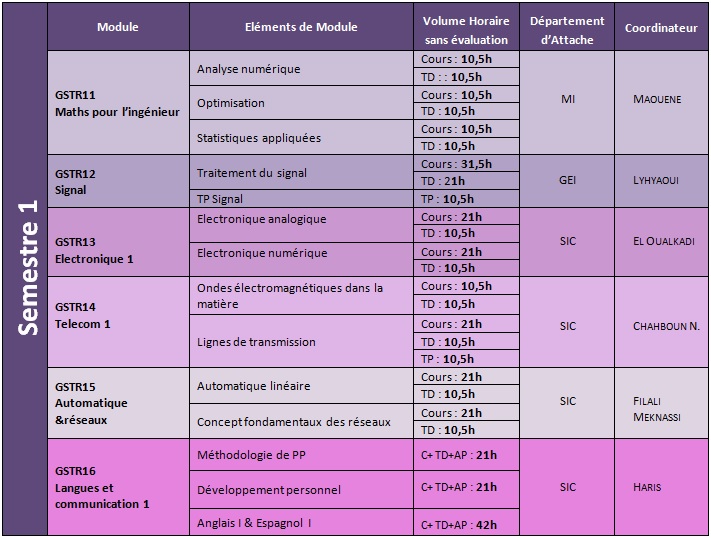 Semestre 1
Module
Eléments de Module
Volume Horaire
sans évaluation
Département
d'Attache
Coordinateur
GSTR11
Maths pour l'ingénieur
Analyse numérique
Cours : 10,5h
TD : : 10,5h
Optimisation
Cours : 10,5h
TD : 10,5h
Statistiques appliquées
Cours : 10,5h
TD : 10,5h
MI
MAOUENE
GSTR12
Signal
Traitement du signal
Cours : 31,5h
TD : 21h
TP Signal
TP : 10,5h
GEI
LYHYAOUI
GSTR13
Electronique 1
Electronique analogique
Cours : 21h
TD : 10,5h
Electronique numérique
Cours : 21h
TD : 10,5h
SIC
EL OUALKADI
GSTR14
Telecom 1
Ondes électromagnétiques dans la
matière
Cours : 10,5h
TD : 10,5h
Lignes de transmission
Cours : 21h
TD : 10,5h
TP : 10,5h
SIC
CHAHBOUN N.
GSTR15
Automatique
&réseaux
Automatique linéaire
Cours : 21h
TD : 10,5h
Concept fondamentaux des réseaux
Cours : 21h
TD : 10,5h
SIC
FILALI
MEKNASSI
GSTR16
Langues et
communication 1
Méthodologie de PP
C+ TD+AP : 21h
Développement personnel
C+ TD+AP : 21h
Anglais I & Espagnol I
C+ TD+AP : 42h
SIC
HARIS